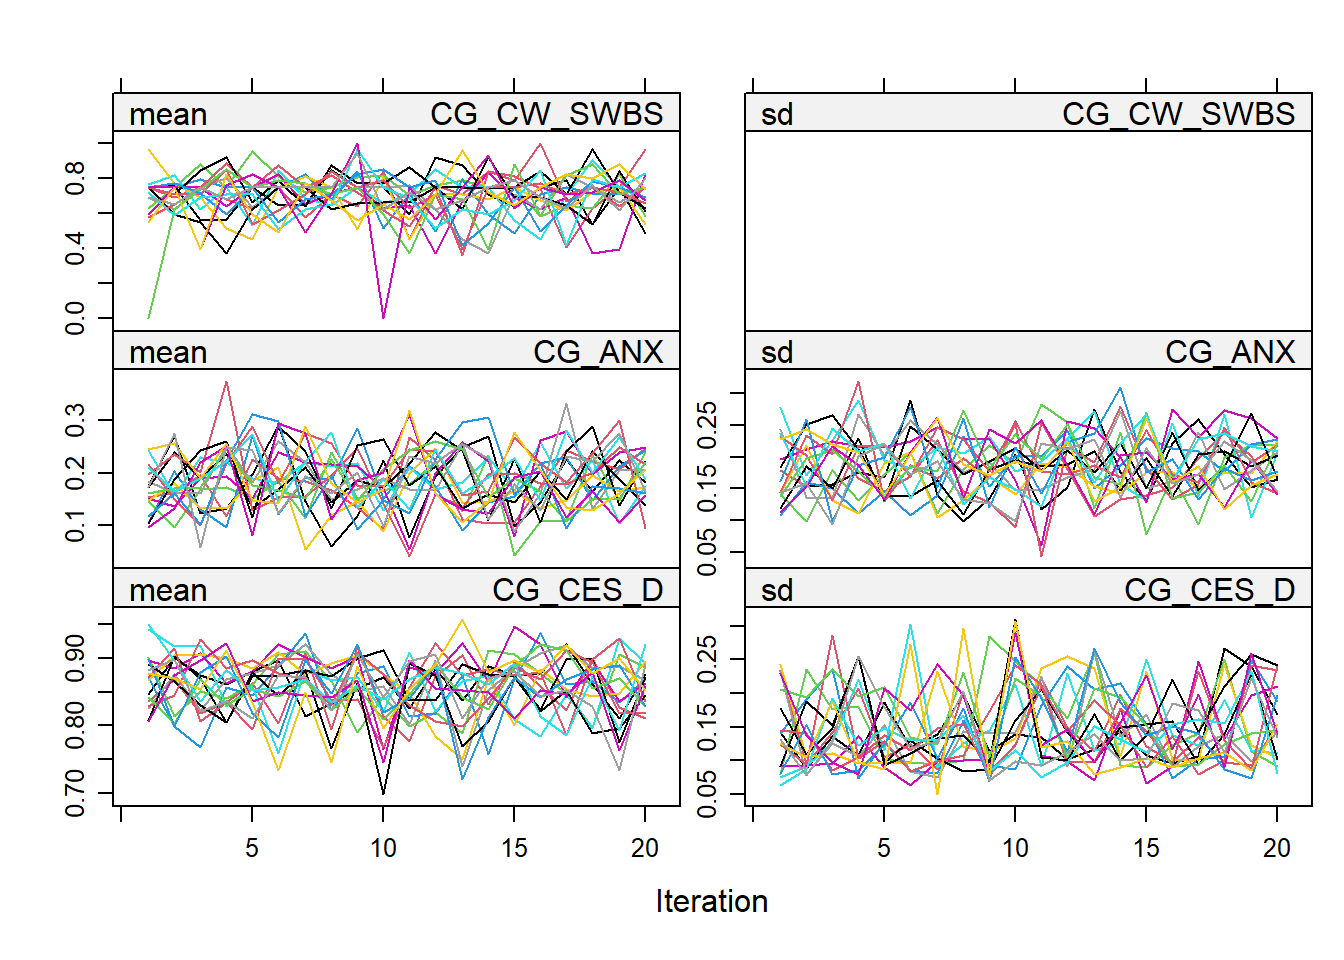 mean CG_CW_SWBS
sd CG_CW_SWBS
0.8
0.4
0.0
mean CG_ANX
sd CG_ANX
0.3
0.2
0.1
0.25
0.15
0.05
mean CG_CES_D
sd CG_CES_D
0.90
0.80
0.70
0.25
0.15
0.05
5 10 15 20
5 10 15 20
Iteration